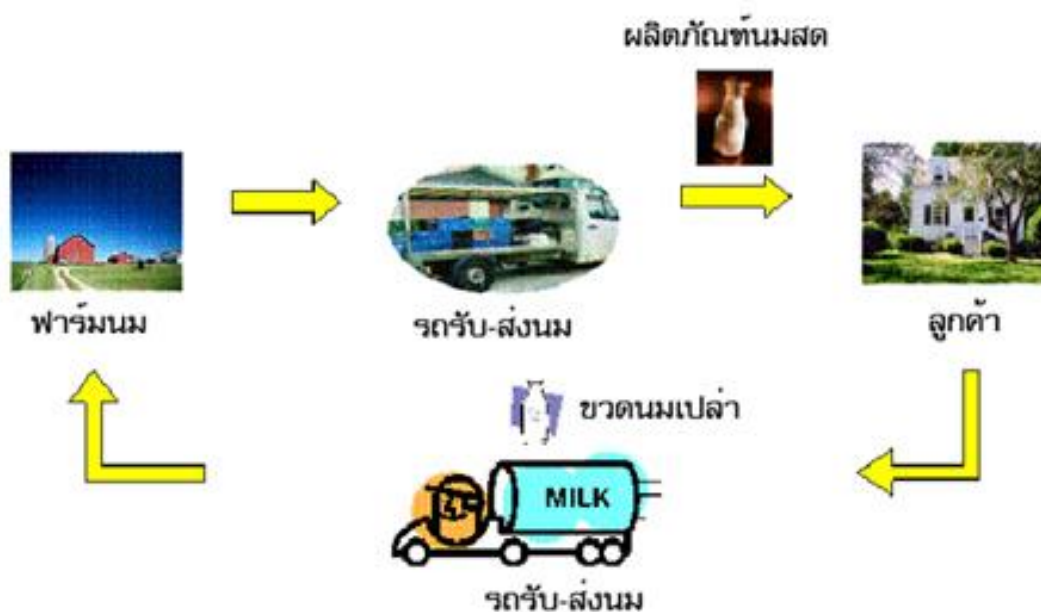 ผลิตภัณฑ์นมสด
ฟาร์มนม
รถรับ-ส่งนม
ลูกค้า
ขวดนมเปล่า
MILK
รถรับ-ส่งนม